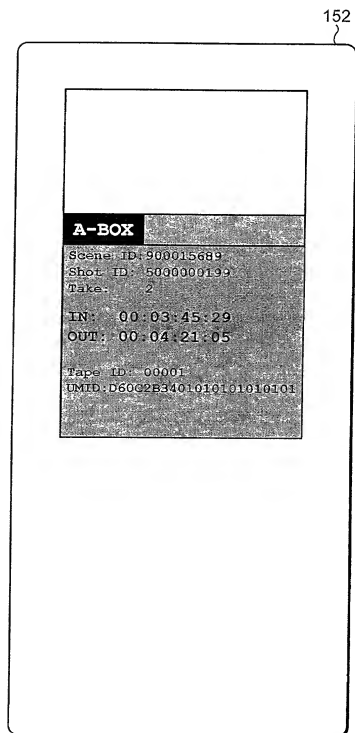 152
A-BOX
Scene ID:900015689
Shot ID: 5000000199
Take: 2
IN: 00:03:45:29
OUT: 00:04:21:05
Tape ID: 00001
UMID:D60C2B3401010101010101